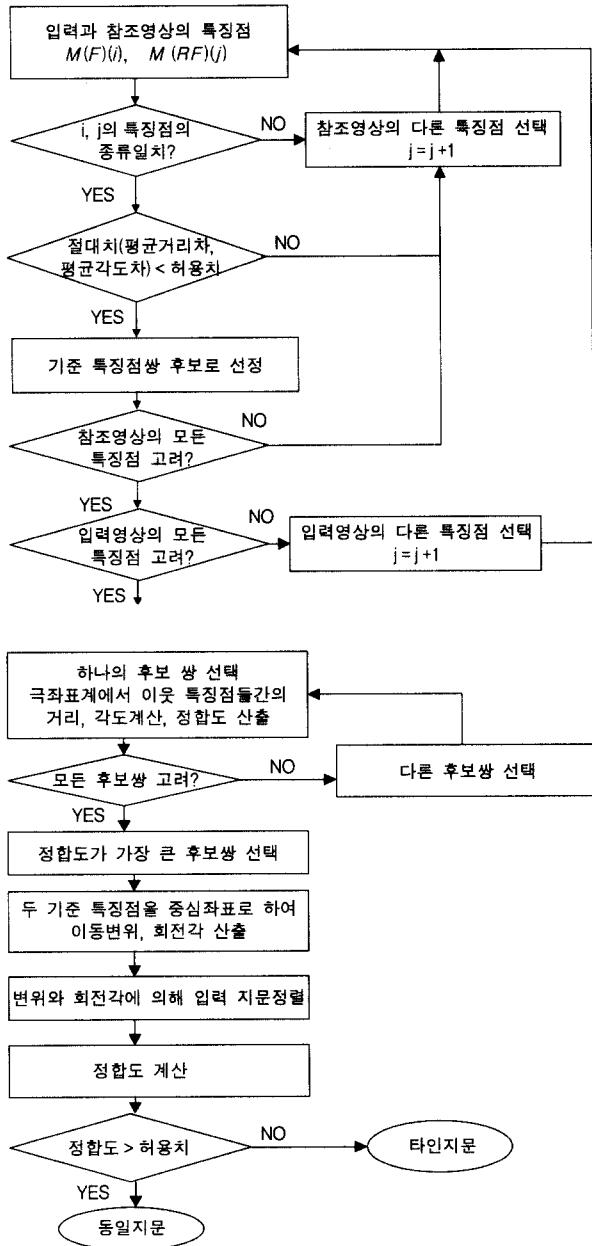 입력과 참조영상의 특징점
M(F)(i), M(RF)(j)
i, j의 특징점의
종류일치?
NO
참조영상의 다른 특징점 선택
j=j+1
YES
절대치(평균거리차,
평균각도차) < 허용치
NO
YES
기준 특징점쌍 후보로 선정
NO
참조영상의 모든
특징점 고려?
YES
NO
입력영상의 모든
특징점 고려?
입력영상의 다른 특징점 선택
j=j+1
YES
하나의 후보 쌍 선택
극좌표계에서 이웃 특징점들간의
거리, 각도계산, 정합도 산출
모든 후보쌍 고려?
NO
다른 후보쌍 선택
YES
정합도가 가장 큰 후보쌍 선택
두 기준 특징점을 중심좌표로 하여
이동변위, 회전각 산출
변위와 회전각에 의해 입력 지문정렬
정합도 계산
정합도 > 허용치
NO
타인지문
YES
동일지문